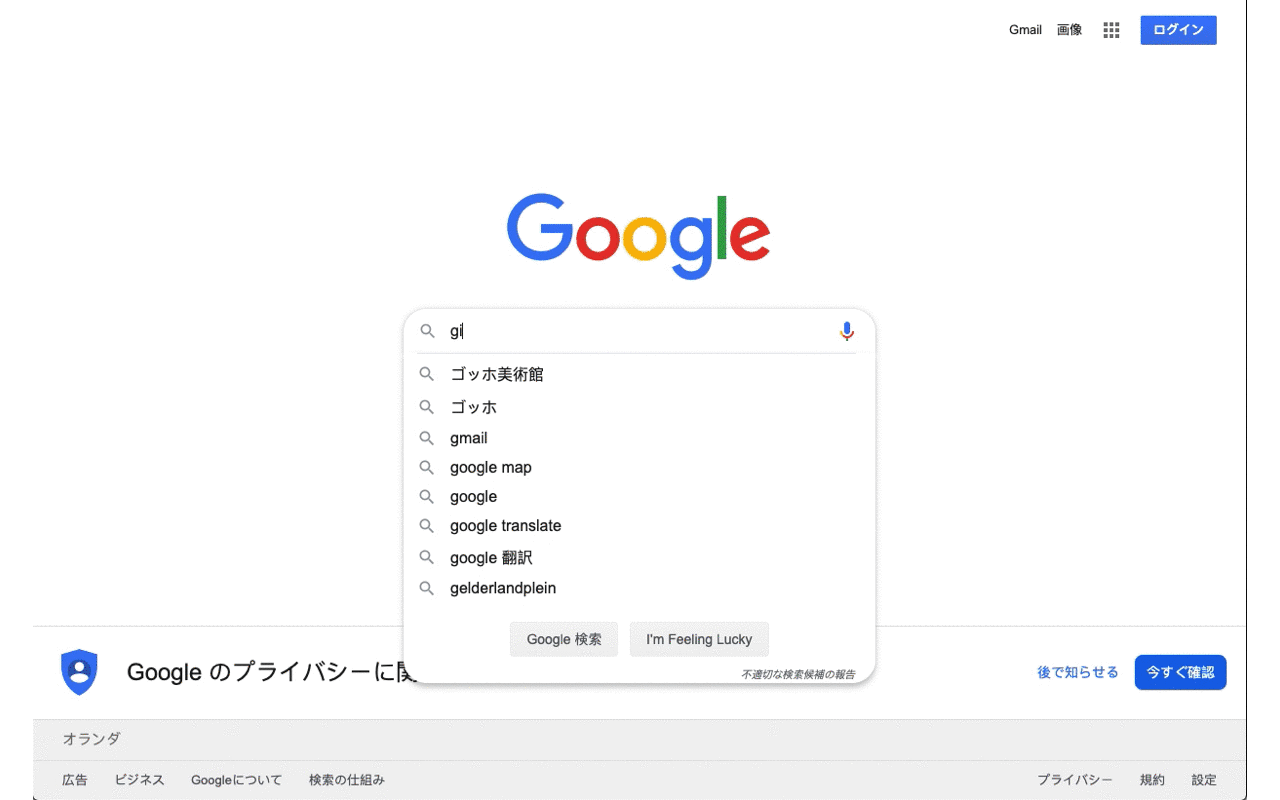 Gmail 画像 ログイン
Google
gi
ゴッホ美術館
ゴッホ
gmail
google map
google
google translate
google 翻訳
gelderlandplein
Google 検索 I'm Feeling Lucky
不適切な検索候補の報告
Google のプライバシーに関 後で知らせる 今すぐ確認
オランダ
広告 ビジネス Googleについて 検索の仕組み プライバシー 規約 設定